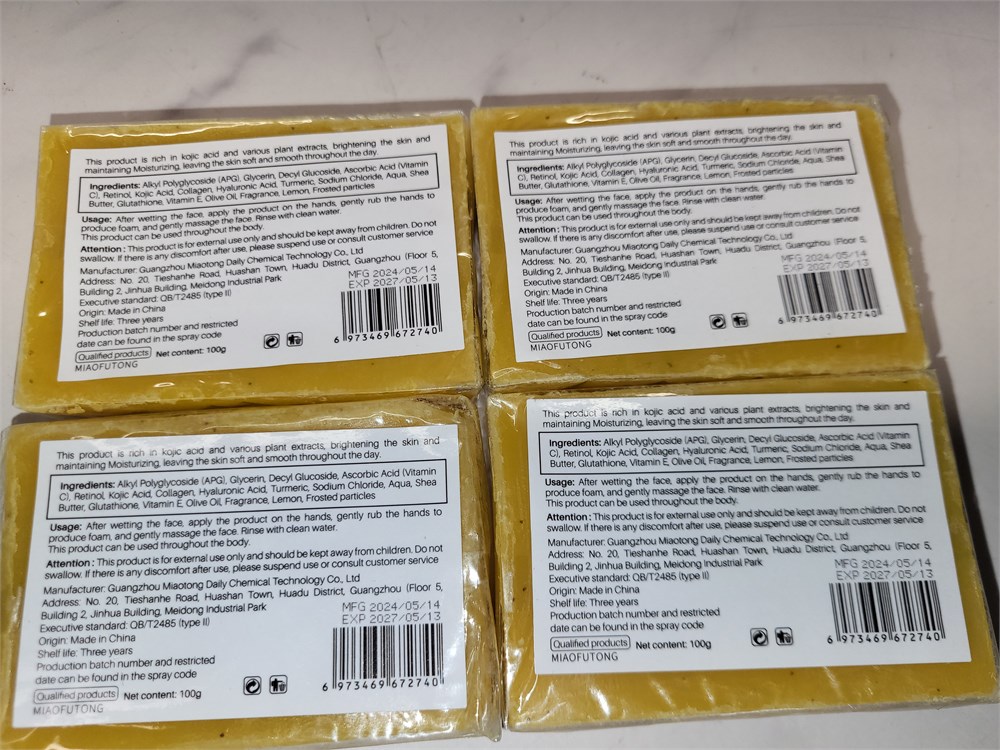 This product is rich in kojic acid and various plant extracts, brightening the skin and
maintaining Moisturizing, leaving the skin soft and smooth throughout the day.
Ingredients: Alkyl Polyglycoside (APG), Glycerin, Decyl Glucoside, Ascorbic Acid (Vitamin
C), Retinol, Kojic Acid, Collagen, Hyaluronic Acid, Turmeric, Sodium Chloride, Aqua, Shea
Butter, Glutathione, Vitamin E, Olive Oil, Fragrance, Lemon, Frosted particles
Usage: After wetting the face, apply the product on the hands, gently rub the hands to
produce foam, and gently massage the face. Rinse with clean water.
This product can be used throughout the body.
Attention : This product is for external use only and should be kept away from children. Do not
swallow. If there is any discomfort after use, please suspend use or consult customer service
Manufacturer: Guangzhou Miaotong Daily Chemical Technology Co., Ltd
Address: No. 20, Tieshanhe Road, Huashan Town, Huadu District, Guangzhou (Floor 5,
Building 2, Jinhua Building, Meidong Industrial Park
Executive standard: QB/T2485 (type II)
Origin: Made in China
Shelf life: Three years
Production batch number and restricted
date can be found in the spray code
MFG 2024/05/14
EXP 2027/05/13
6 973469 672740
Qualified products Net content: 100g
MIAOFUTONG
This product is rich in kojic acid and various plant extracts, brightening the skin and
maintaining Moisturizing, leaving the skin soft and smooth throughout the day.
Ingredients: Alkyl Polyglycoside (APG), Glycerin, Decyl Glucoside, Ascorbic Acid (Vitamin
C), Retinol, Kojic Acid, Collagen, Hyaluronic Acid, Turmeric, Sodium Chloride, Aqua, Shea
Butter, Glutathione, Vitamin E, Olive Oil, Fragrance, Lemon, Frosted particles
Usage: After wetting the face, apply the product on the hands, gently rub the hands to
produce foam, and gently massage the face. Rinse with clean water.
This product can be used throughout the body.
Attention : This product is for external use only and should be kept away from children. Do not
swallow. If there is any discomfort after use, please suspend use or consult customer service
Manufacturer: Guangzhou Miaotong Daily Chemical Technology Co., Ltd
Address: No. 20, Tieshanhe Road, Huashan Town, Huadu District, Guangzhou (Floor 5,
Building 2, Jinhua Building, Meidong Industrial Park
Executive standard: QB/T2485 (type II)
Origin: Made in China
Shelf life: Three years
Production batch number and restricted
date can be found in the spray code
MFG 2024/05/14
EXP 2027/05/13
6 973469 672740
Qualified products Net content: 100g
MIAOFUTONG
This product is rich in kojic acid and various plant extracts, brightening the skin and
maintaining Moisturizing, leaving the skin soft and smooth throughout the day.
Ingredients: Alkyl Polyglycoside (APG), Glycerin, Decyl Glucoside, Ascorbic Acid (Vitamin
C), Retinol, Kojic Acid, Collagen, Hyaluronic Acid, Turmeric, Sodium Chloride, Aqua, Shea
Butter, Glutathione, Vitamin E, Olive Oil, Fragrance, Lemon, Frosted particles
Usage: After wetting the face, apply the product on the hands, gently rub the hands to
produce foam, and gently massage the face. Rinse with clean water.
This product can be used throughout the body.
Attention : This product is for external use only and should be kept away from children. Do not
swallow. If there is any discomfort after use, please suspend use or consult customer service
Manufacturer: Guangzhou Miaotong Daily Chemical Technology Co., Ltd
Address: No. 20, Tieshanhe Road, Huashan Town, Huadu District, Guangzhou (Floor 5,
Building 2, Jinhua Building, Meidong Industrial Park
Executive standard: QB/T2485 (type II)
Origin: Made in China
Shelf life: Three years
Production batch number and restricted
date can be found in the spray code
MFG 2024/05/14
EXP 2027/05/13
6 973469 672740
Qualified products Net content: 100g
MIAOFUTONG
This product is rich in kojic acid and various plant extracts, brightening the skin and
maintaining Moisturizing, leaving the skin soft and smooth throughout the day.
Ingredients: Alkyl Polyglycoside (APG), Glycerin, Decyl Glucoside, Ascorbic Acid (Vitamin
C), Retinol, Kojic Acid, Collagen, Hyaluronic Acid, Turmeric, Sodium Chloride, Aqua, Shea
Butter, Glutathione, Vitamin E, Olive Oil, Fragrance, Lemon, Frosted particles
Usage: After wetting the face, apply the product on the hands, gently rub the hands to
produce foam, and gently massage the face. Rinse with clean water.
This product can be used throughout the body.
Attention : This product is for external use only and should be kept away from children. Do not
swallow. If there is any discomfort after use, please suspend use or consult customer service
Manufacturer: Guangzhou Miaotong Daily Chemical Technology Co., Ltd
Address: No. 20, Tieshanhe Road, Huashan Town, Huadu District, Guangzhou (Floor 5,
Building 2, Jinhua Building, Meidong Industrial Park
Executive standard: QB/T2485 (type II)
Origin: Made in China
Shelf life: Three years
Production batch number and restricted
date can be found in the spray code
MFG 2024/05/14
EXP 2027/05/13
6 973469 672740
Qualified products Net content: 100g
MIAOFUTONG